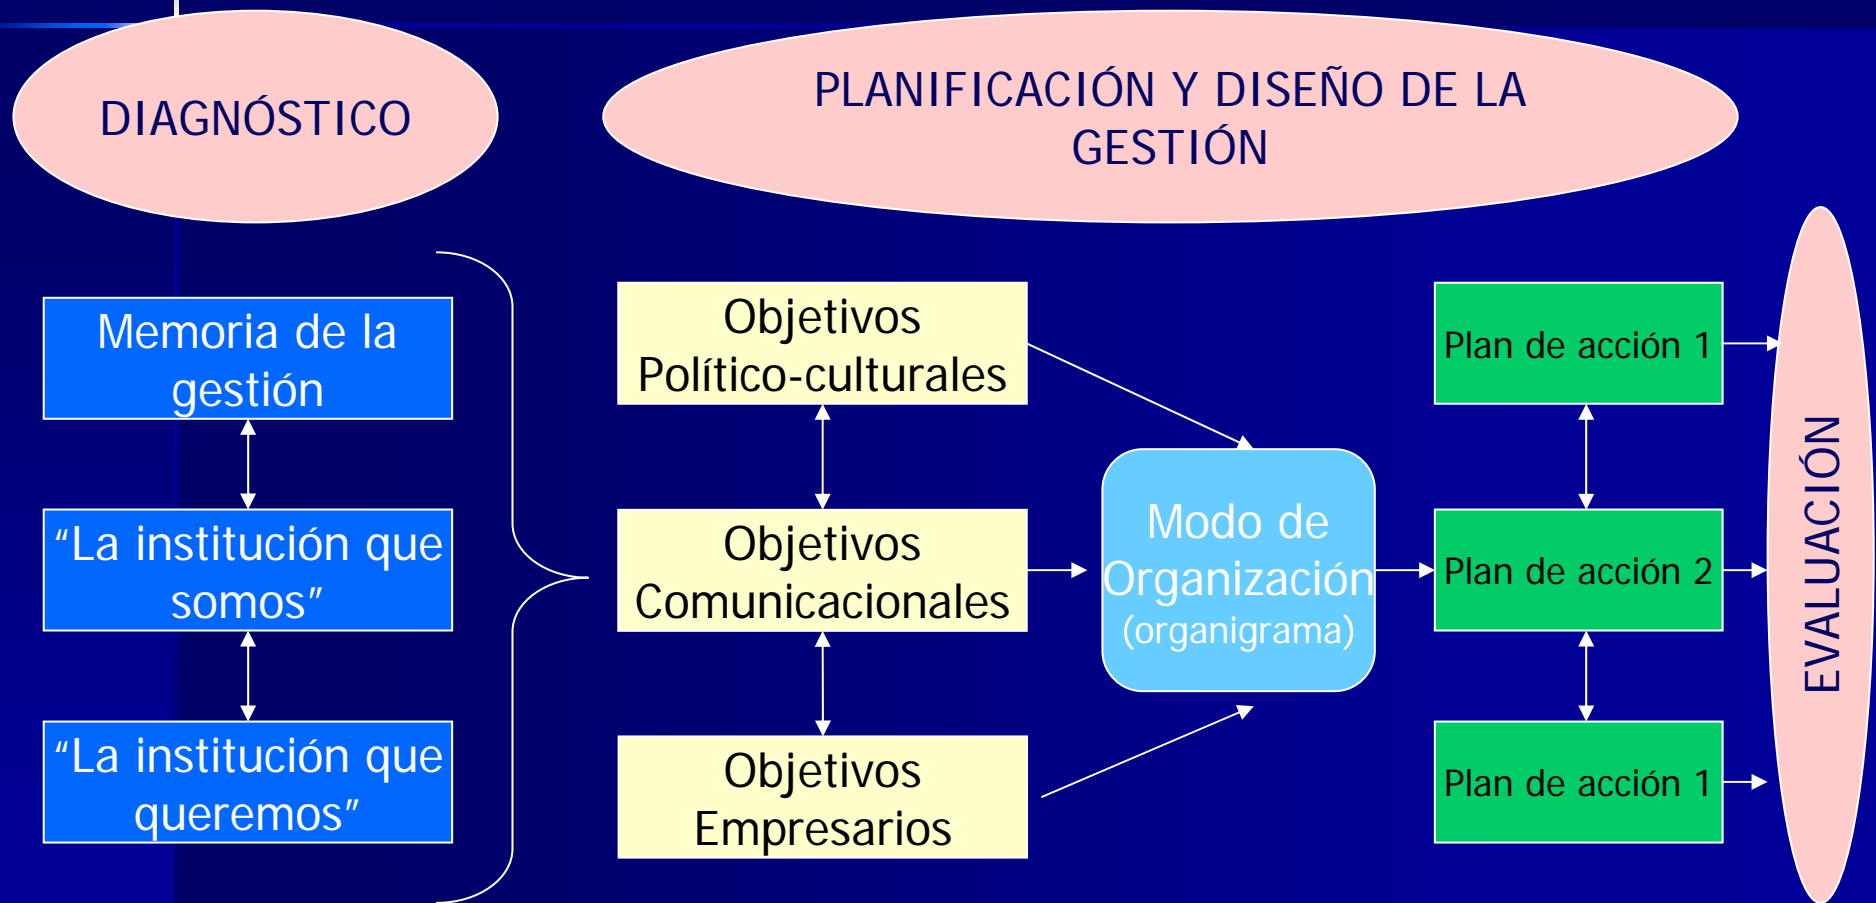 DIAGNÓSTICO
PLANIFICACIÓN Y DISEÑO DE LA
GESTIÓN
Memoria de la
gestión
“La institución que
somos”
“La institución que
queremos”
Objetivos
Político-culturales
Objetivos
Comunicacionales
Objetivos
Empresarios
Modo de
Organización
(organigrama)
Plan de acción 1
Plan de acción 2
Plan de acción 1
EVALUACIÓN